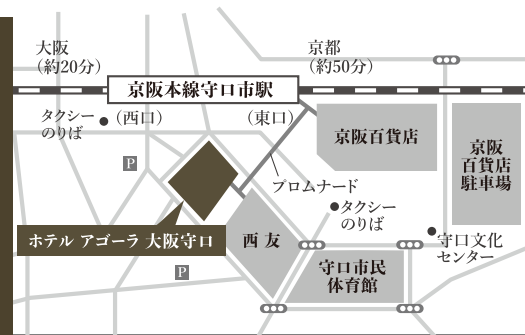 大阪
（約20分）
京都
（約50分）
京阪本線守口市駅
タクシー
のりば
（西口）
（東口）
京阪百貨店
京阪
百貨店
駐車場
P
プロムナード
タクシー
のりば
ホテル アゴーラ 大阪守口
西友
守口文化
センター
守口市民
体育館
P